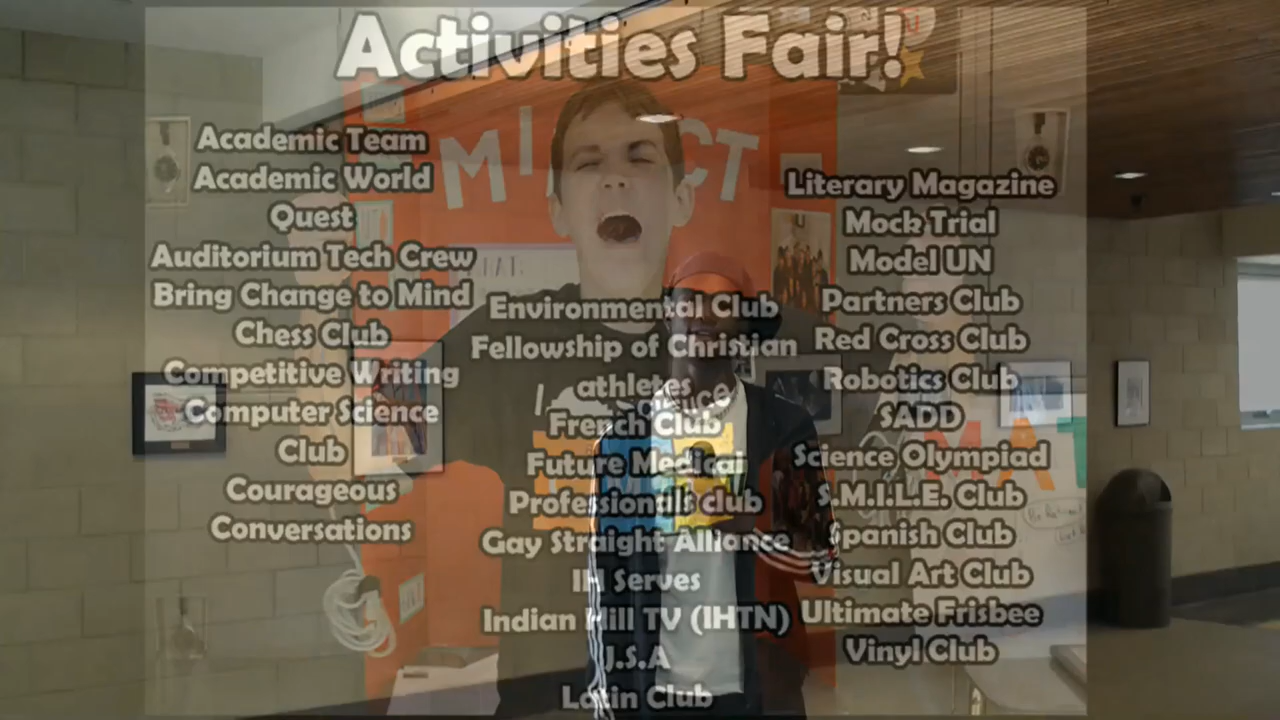 Activities Fair!
Academic Team
Academic World
Quest
Auditorium Tech Crew
Bring Change to Mind
Chess Club
Competitive Writing
Computer Science
Club
Courageous
Conversations
Environmental Club
Fellowship of Christian
athletes
French Club
Future Medical
Professionals club
Gay Straight Alliance
IH Serves
Indian Hill TV (IHTN)
J.S.A
Latin Club
Literary Magazine
Mock Trial
Model UN
Partners Club
Red Cross Club
Robotics Club
SADD
Science Olympiad
S.M.I.L.E. Club
Spanish Club
Visual Art Club
Ultimate Frisbee
Vinyl Club
MAT